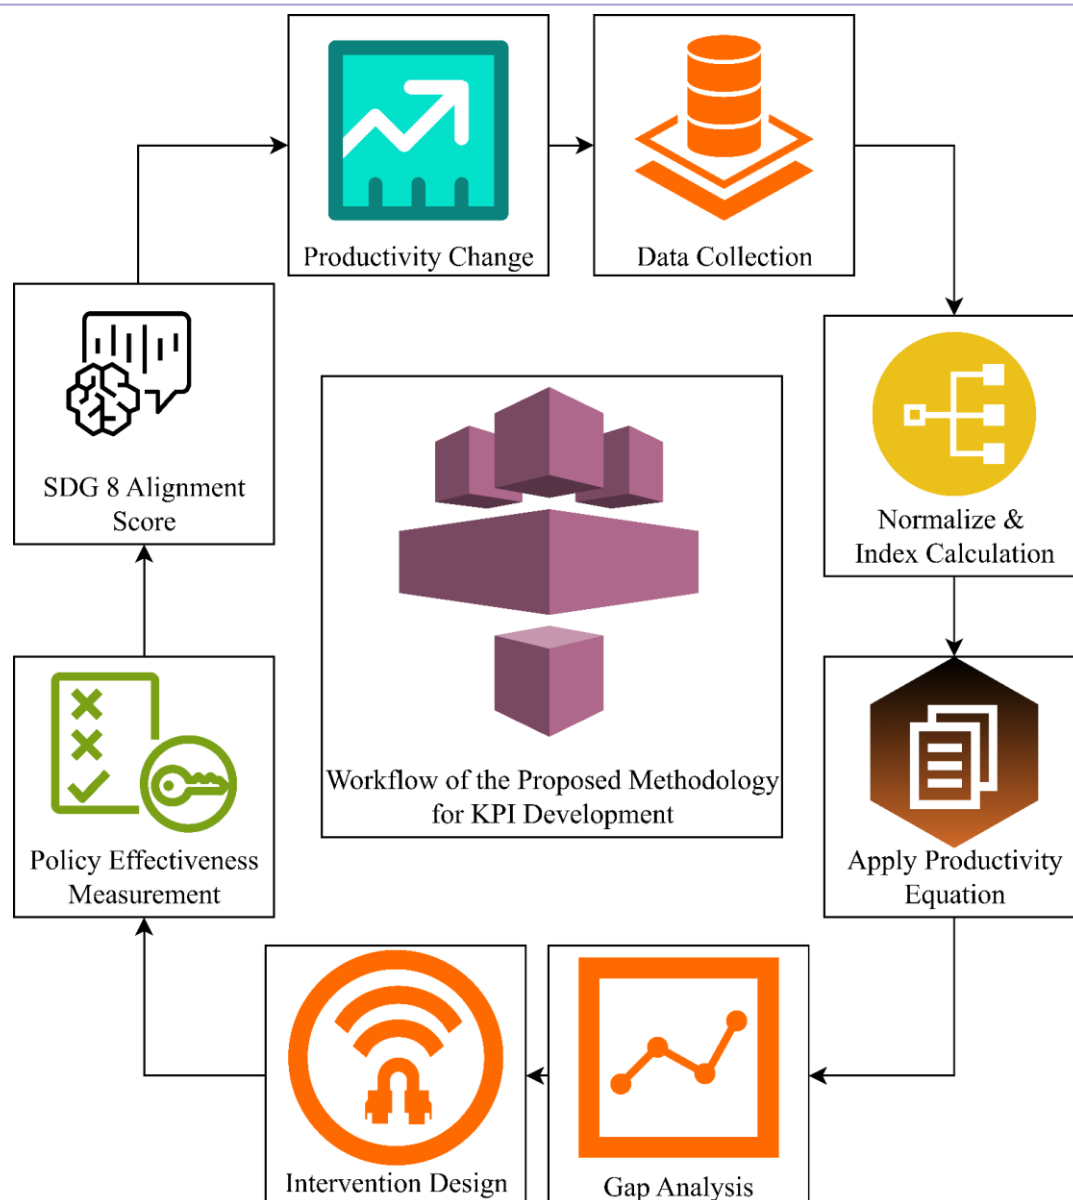 Productivity Change
Data Collection
SDG 8 Alignment
Score
Normalize &
Index Calculation
Workflow of the Proposed Methodology
for KPI Development
Policy Effectiveness
Measurement
Apply Productivity
Equation
Intervention Design
Gap Analysis